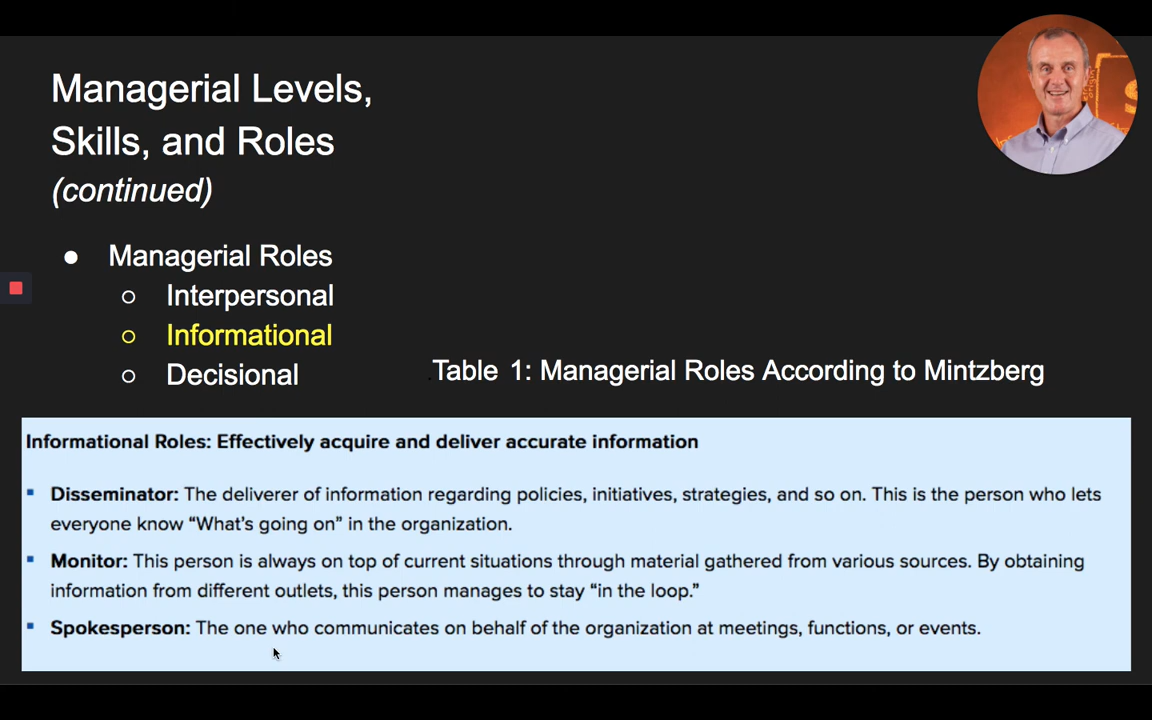 Managerial Levels,
Skills, and Roles
(continued)
● Managerial Roles
○ Interpersonal
○ Informational
○ Decisional
.Table 1: Managerial Roles According to Mintzberg
Informational Roles: Effectively acquire and deliver accurate information
▪ Disseminator: The deliverer of information regarding policies, initiatives, strategies, and so on. This is the person who lets
everyone know “What’s going on” in the organization.
▪ Monitor: This person is always on top of current situations through material gathered from various sources. By obtaining
information from different outlets, this person manages to stay “in the loop.”
▪ Spokesperson: The one who communicates on behalf of the organization at meetings, functions, or events.